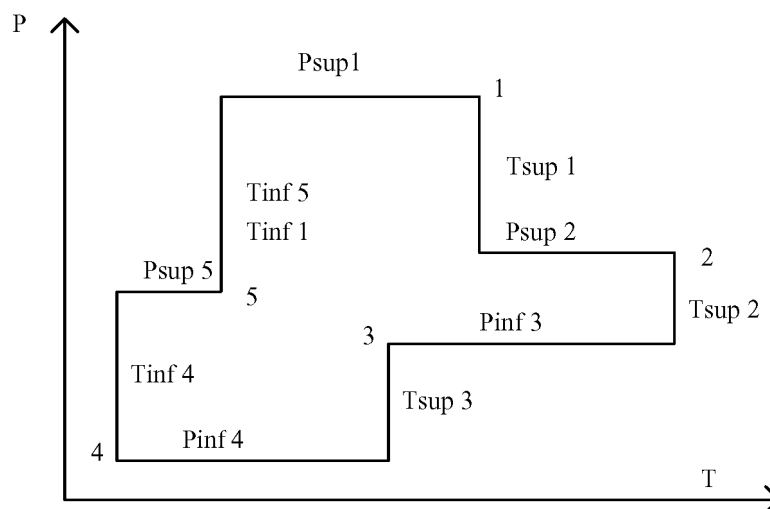 P
Psup1
1
Tsup 1
Tinf 5
Tinf 1
Psup 2
2
Psup 5
5
Tsup 2
Pinf 3
3
Tinf 4
Tsup 3
Pinf 4
4
T